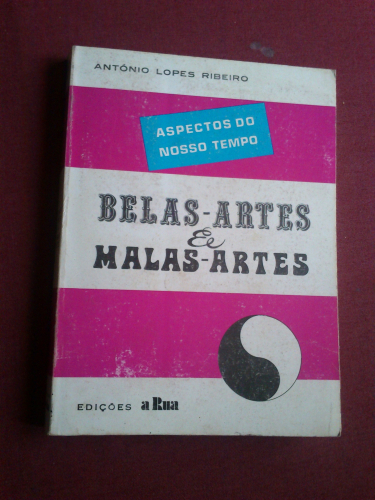 ANTÓNIO LOPES RIBEIRO
ASPECTOS DO
NOSSO TEMPO
BELAS-ARTES
&
MALAS-ARTES
EDIÇÕES a Rua